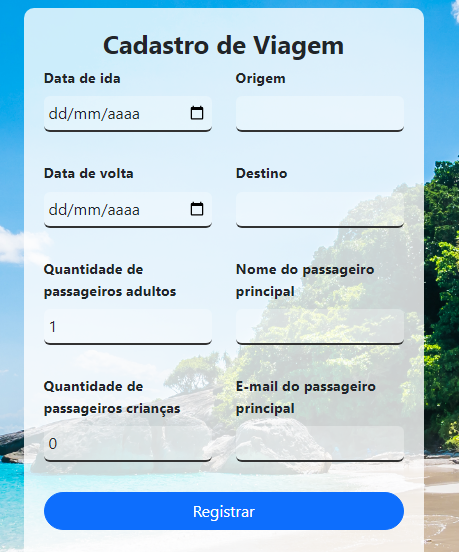 Cadastro de Viagem
Data de ida
Origem
dd/mm/aaaa
Data de volta
Destino
dd/mm/aaaa
Quantidade de
passageiros adultos
Nome do passageiro
principal
1
Quantidade de
passageiros crianças
E-mail do passageiro
principal
0
Registrar